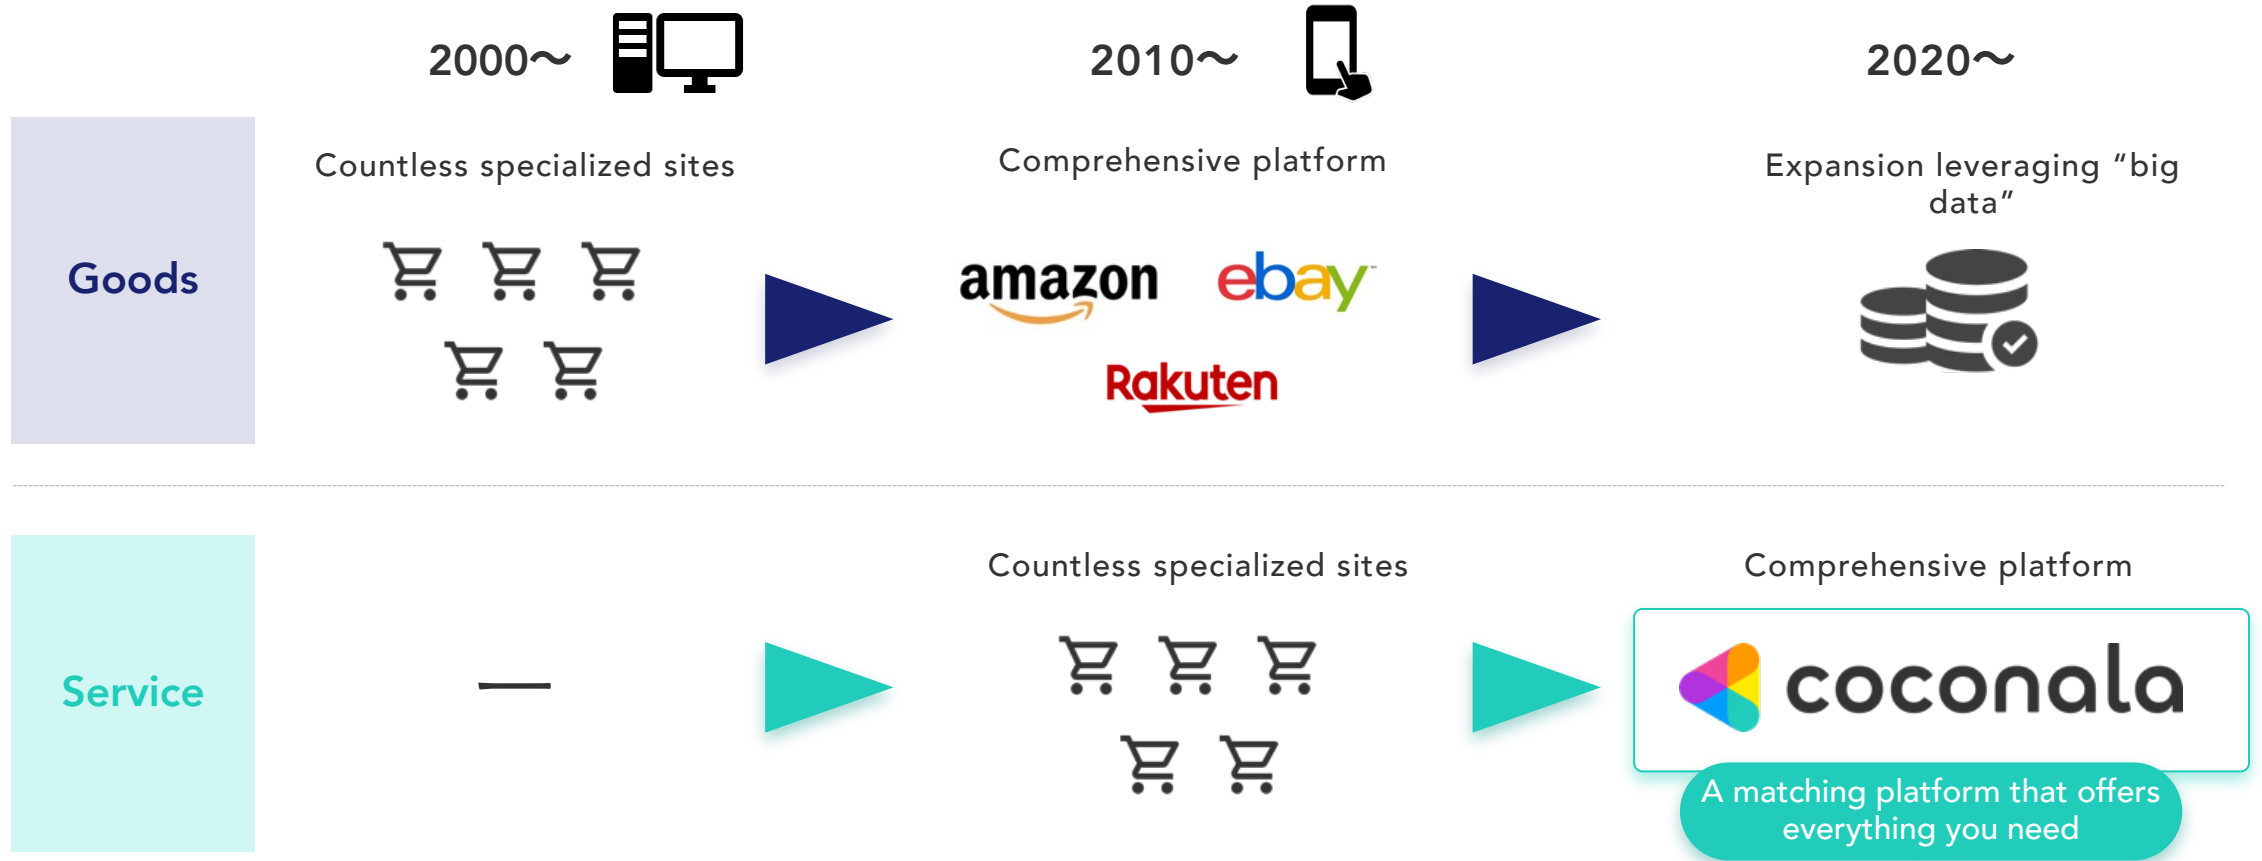 2000～
2010～
2020～
Goods
Countless specialized sites
Comprehensive platform
amazon
ebay
Rakuten
Expansion leveraging “big
data”
Service
—
Countless specialized sites
Comprehensive platform
coconala
A matching platform that offers
everything you need